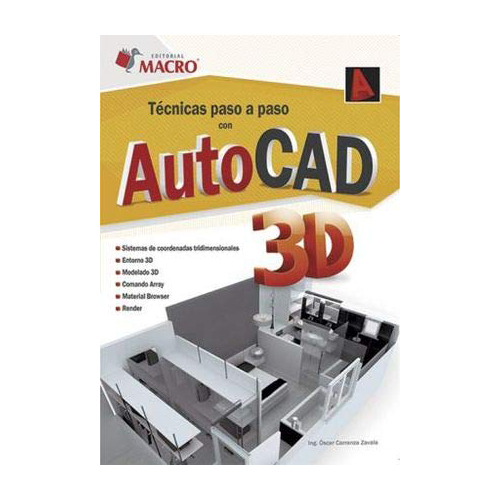 EDITORIAL
MACRO®
Técnicas paso a paso
con
AutoCAD
3D
• Sistemas de coordenadas tridimensionales
• Entorno 3D
• Modelado 3D
• Comando Array
• Material Browser
• Render
Ing. Óscar Carranza Zavala